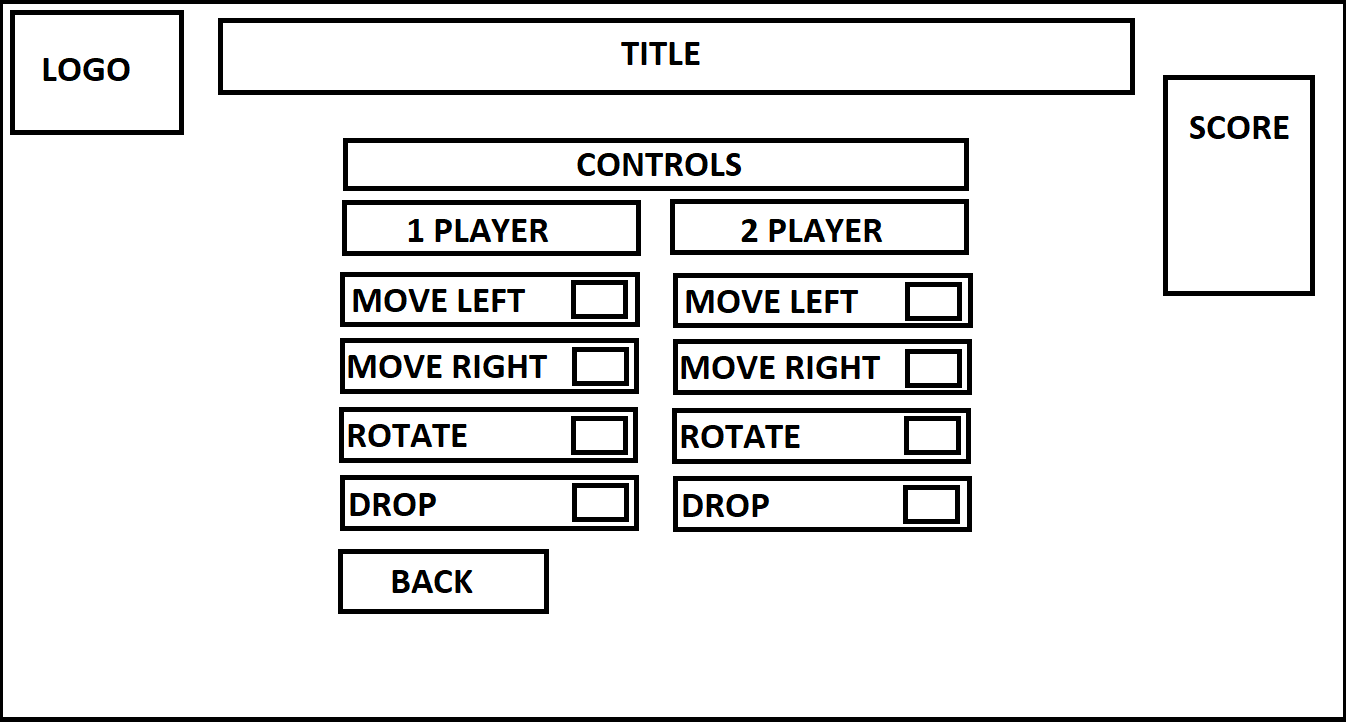 LOGO
TITLE
SCORE
CONTROLS
1 PLAYER
2 PLAYER
MOVE LEFT
MOVE LEFT
MOVE RIGHT
MOVE RIGHT
ROTATE
ROTATE
DROP
DROP
BACK